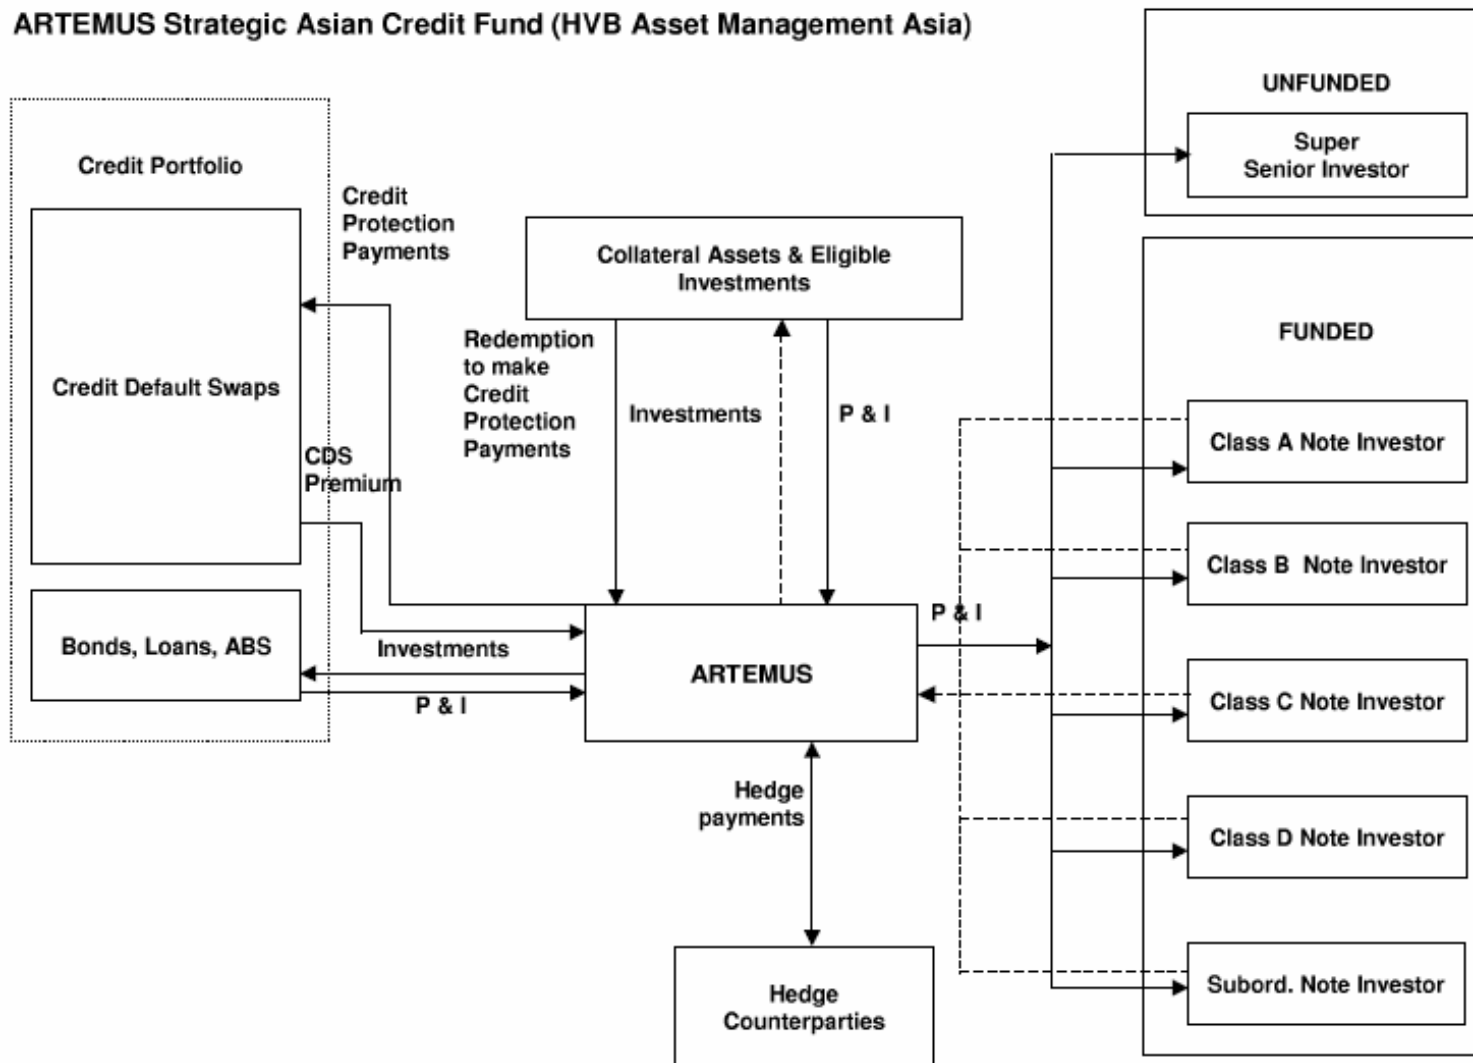 ARTEMUS Strategic Asian Credit Fund (HVB Asset Management Asia)
UNFUNDED
Super
Senior Investor
Credit Portfolio
Credit
Protection
Payments
Collateral Assets & Eligible
Investments
FUNDED
Redemption
to make
Credit
Protection
Payments
Investments
P & I
Credit Default Swaps
CDS
Premium
Class A Note Investor
Class B  Note Investor
P & I
Bonds, Loans, ABS
Investments
ARTEMUS
P & I
Class C Note Investor
Hedge
payments
Class D Note Investor
Hedge
Counterparties
Subord. Note Investor